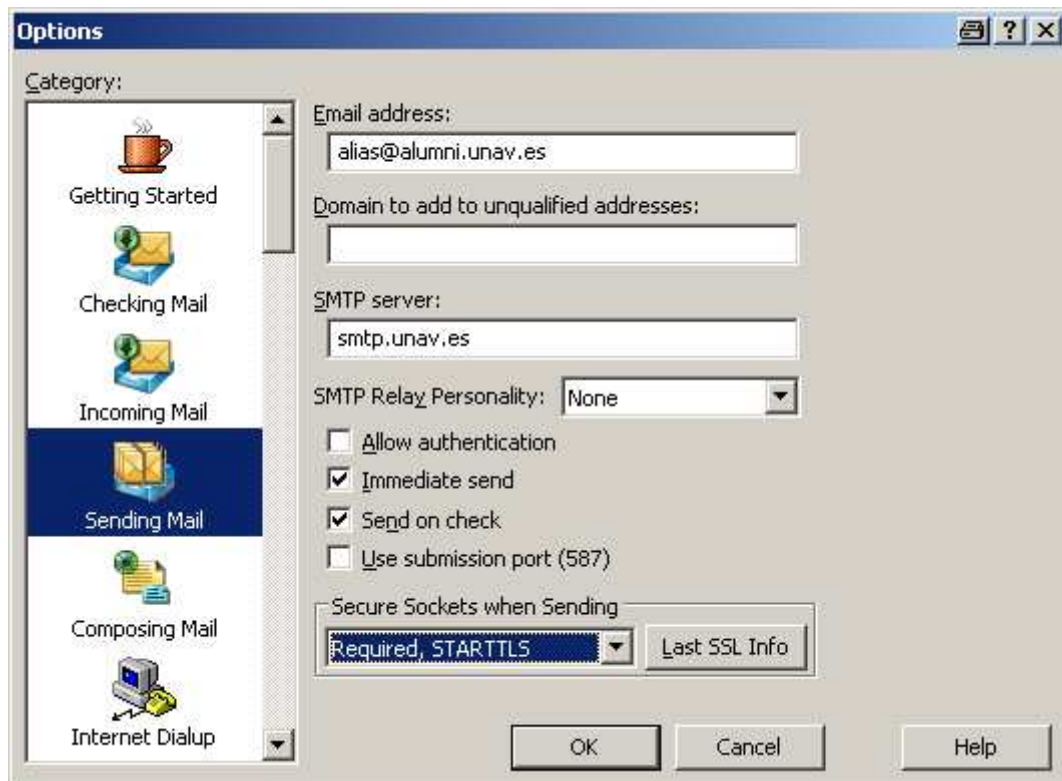 Options
Category:
Getting Started
Checking Mail
Incoming Mail
Sending Mail
Composing Mail
Internet Dialup
Email address:
alias@alumni.unav.es
Domain to add to unqualified addresses:
SMTP server:
smtp.unav.es
SMTP Relay Personality: None
Allow authentication
Immediate send
Send on check
Use submission port (587)
Secure Sockets when Sending
Required, STARTTLS Last SSL Info
OK Cancel Help